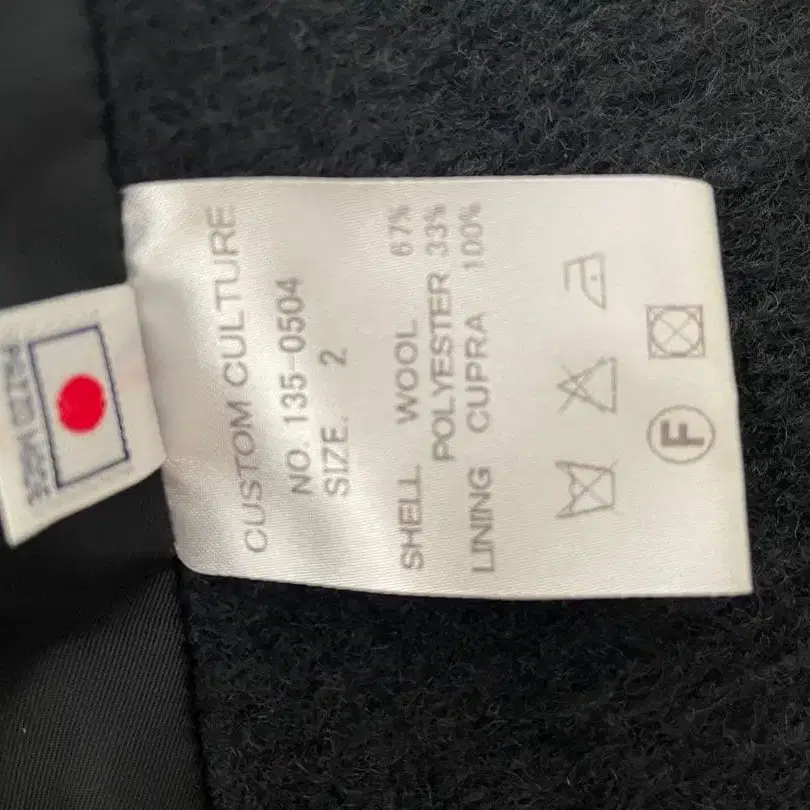 CUSTOM CULTURE
NO. 135-0504
SIZE. 2
SHELL WOOL 67%
POLYESTER 33%
LINING CUPRA 100%
F